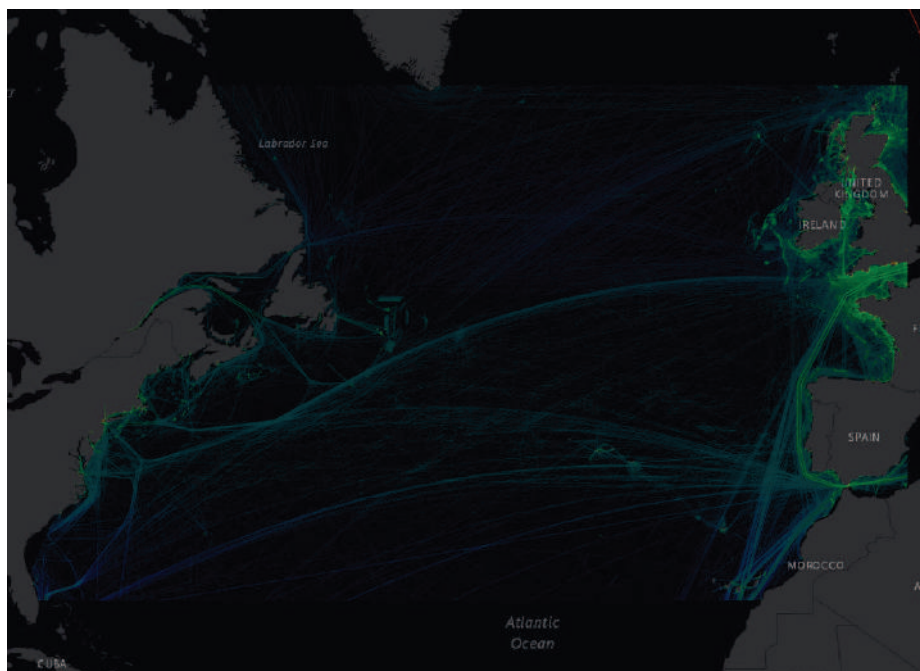 Labrador Sea
UNITED
KINGDOM
IRELAND
SPAIN
MOROCCO
Atlantic
Ocean
CUBA